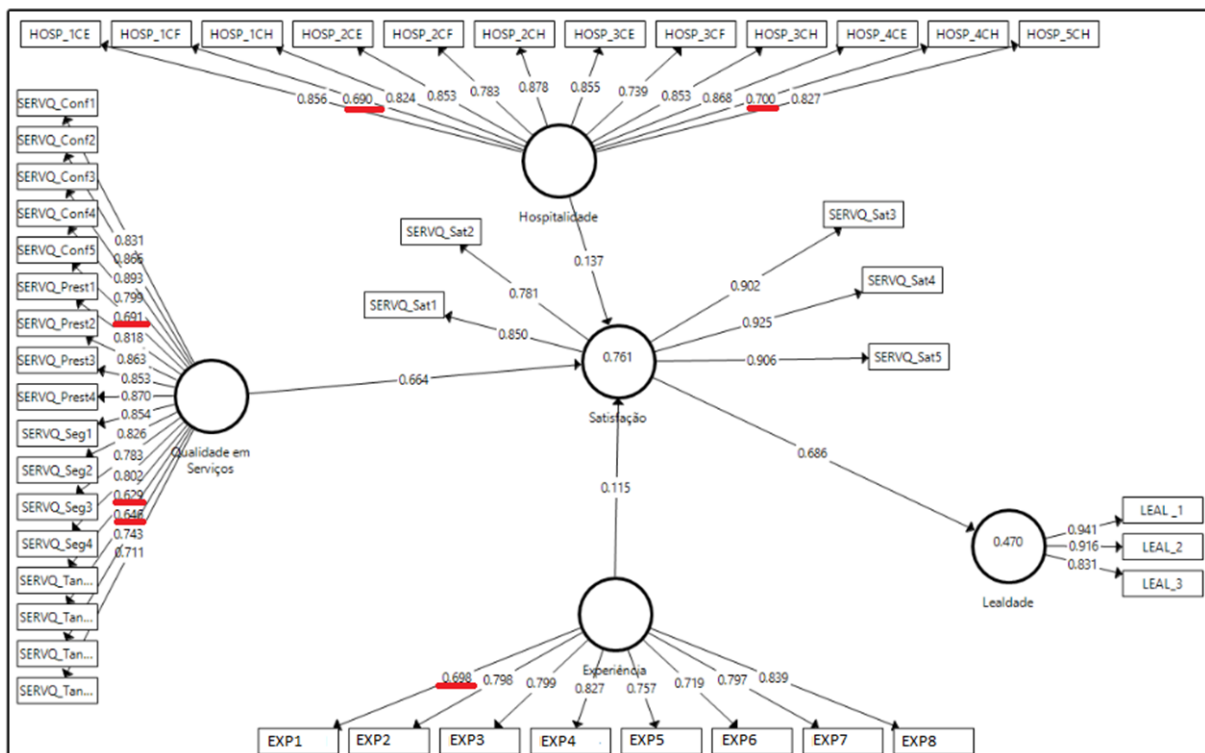 HOSP_1CE HOSP_1CF HOSP_1CH HOSP_2CE HOSP_2CF HOSP_2CH HOSP_3CE HOSP_3CF HOSP_3CH HOSP_4CE HOSP_4CH HOSP_5CH
0.856 0.690 0.824 0.853 0.783 0.878 0.855 0.739 0.853 0.868 0.700 0.827
Hospitalidade
0.137
SERVQ_Conf1
SERVQ_Conf2
SERVQ_Conf3
SERVQ_Conf4
SERVQ_Conf5
SERVQ_Prest1
SERVQ_Prest2
SERVQ_Prest3
SERVQ_Prest4
SERVQ_Seg1
SERVQ_Seg2
SERVQ_Seg3
SERVQ_Seg4
SERVQ_Tan...
SERVQ_Tan...
SERVQ_Tan...
SERVQ_Tan...
0.831
0.866
0.893
0.799
0.691
0.818
0.863
0.853
0.870
0.854
0.826
0.783
0.802
0.629
0.646
0.743
0.711
Qualidade em
Serviços
0.664
SERVQ_Sat1
SERVQ_Sat2
SERVQ_Sat3
SERVQ_Sat4
SERVQ_Sat5
0.850
0.781
0.902
0.925
0.906
0.761
Satisfação
0.686
0.115
0.470
Lealdade
0.941
0.916
0.831
LEAL _1
LEAL_2
LEAL_3
Experiência
0.698 0.798 0.799 0.827 0.757 0.719 0.797 0.839
EXP1 EXP2 EXP3 EXP4 EXP5 EXP6 EXP7 EXP8